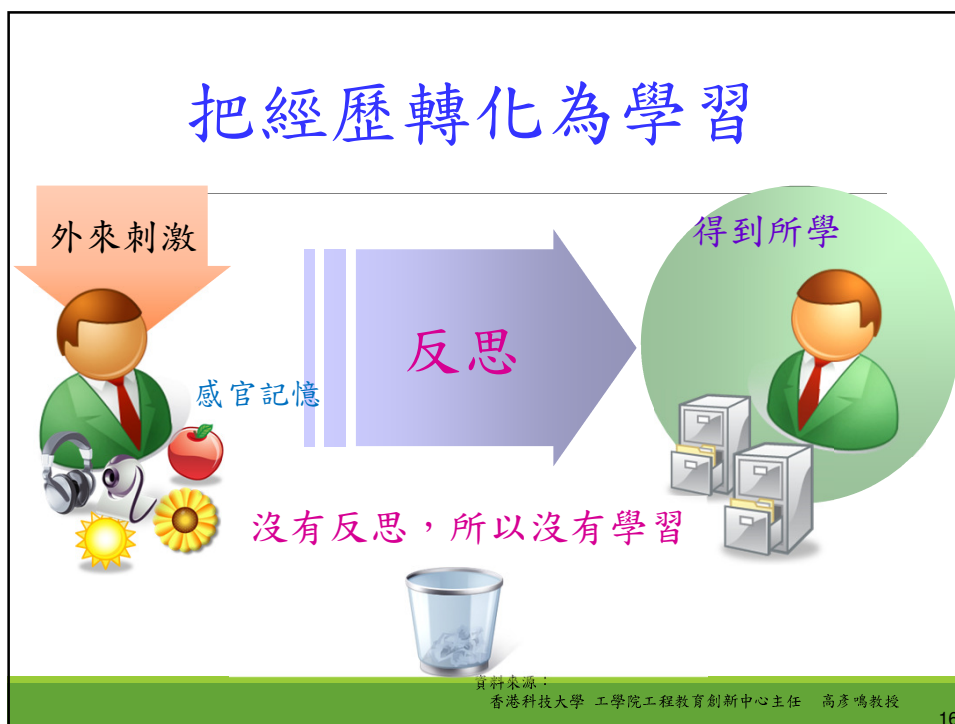 把經歷轉化為學習
外來刺激
得到所學
反思
感官記憶
沒有反思，所以沒有學習
資料來源：
香港科技大學 工學院工程教育創新中心主任 高彥鳴教授
16